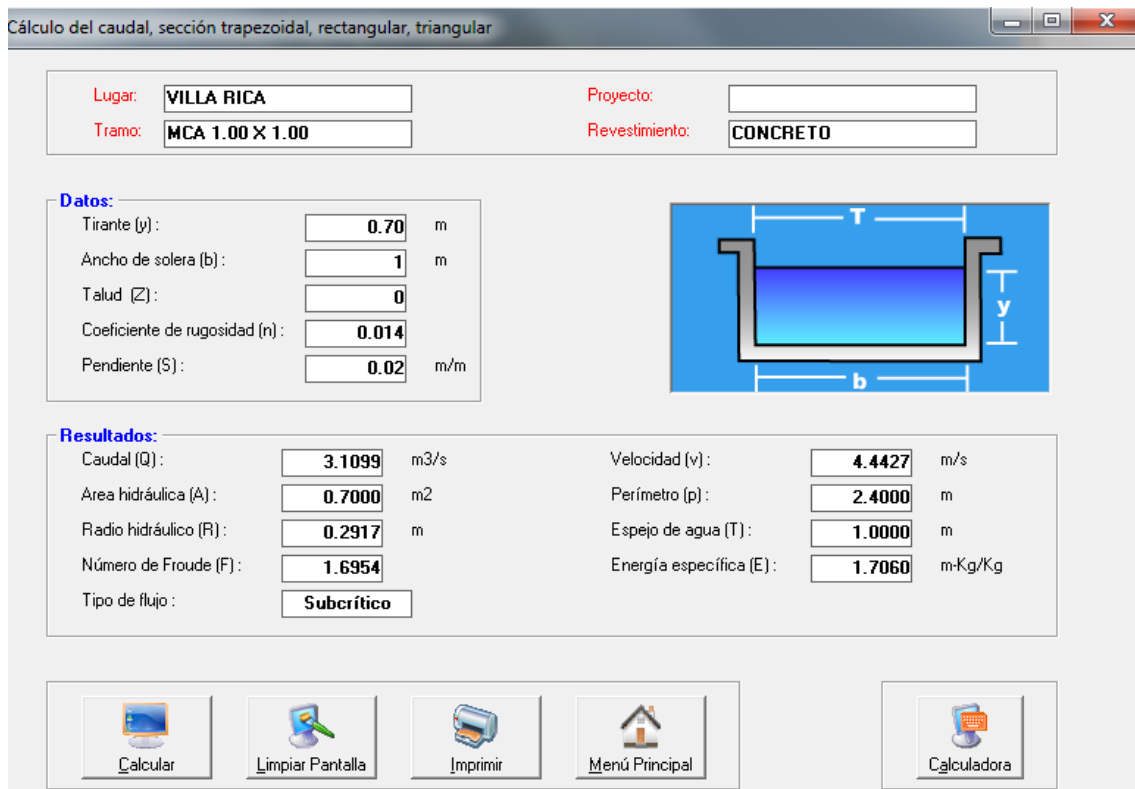 Cálculo del caudal, sección trapezoidal, rectangular, triangular
Lugar: VILLA RICA Proyecto:
Tramo: MCA 1.00 X 1.00 Revestimiento: CONCRETO
Datos:
Tirante (y) : 0.70 m
Ancho de solera (b) : 1 m
Talud (Z) : 0
Coeficiente de rugosidad (n) : 0.014
Pendiente (S) : 0.02 m/m
T
y
b
Resultados:
Caudal (Q) : 3.1099 m3/s Velocidad (v) : 4.4427 m/s
Area hidráulica (A) : 0.7000 m2 Perímetro (p) : 2.4000 m
Radio hidráulico (R) : 0.2917 m Espejo de agua (T) : 1.0000 m
Número de Froude (F) : 1.6954 Energía específica (E) : 1.7060 m-Kg/Kg
Tipo de flujo : Subcrítico
Calcular Limpiar Pantalla Imprimir Menú Principal Calculadora